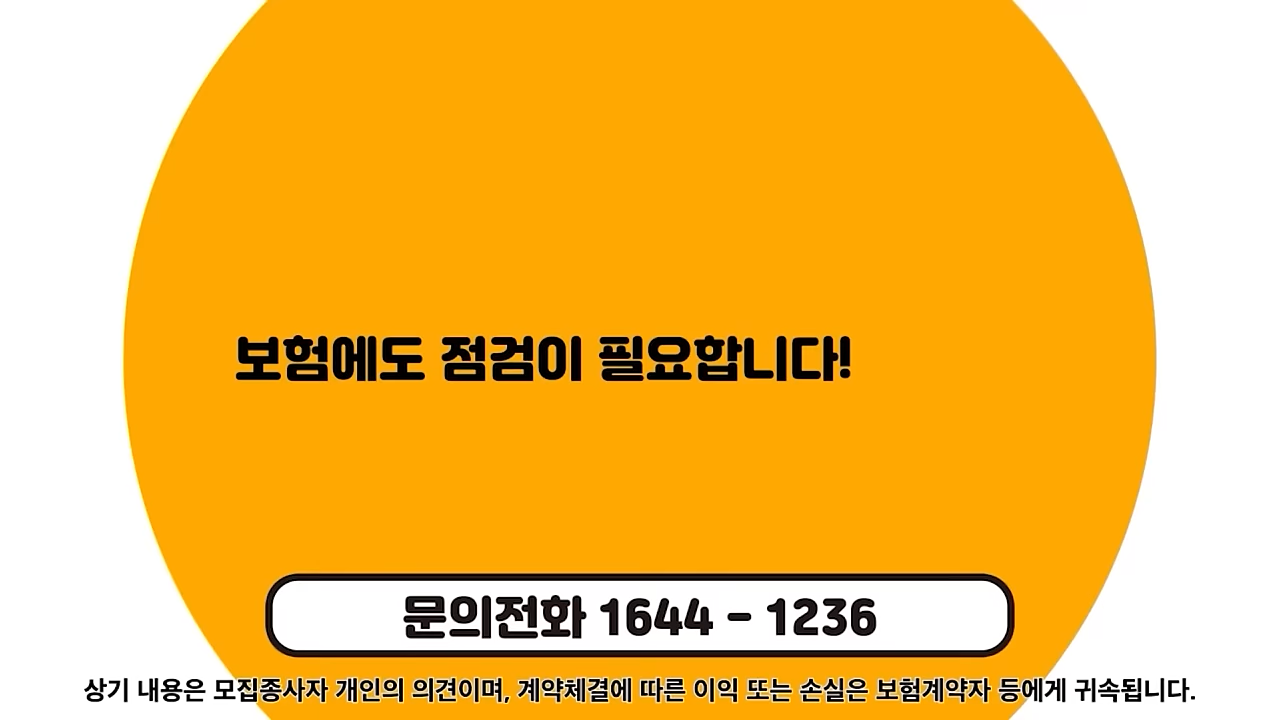 보험에도 점검이 필요합니다!
문의전화 1644 - 1236
상기 내용은 모집종사자 개인의 의견이며, 계약체결에 따른 이익 또는 손실은 보험계약자 등에게 귀속됩니다.